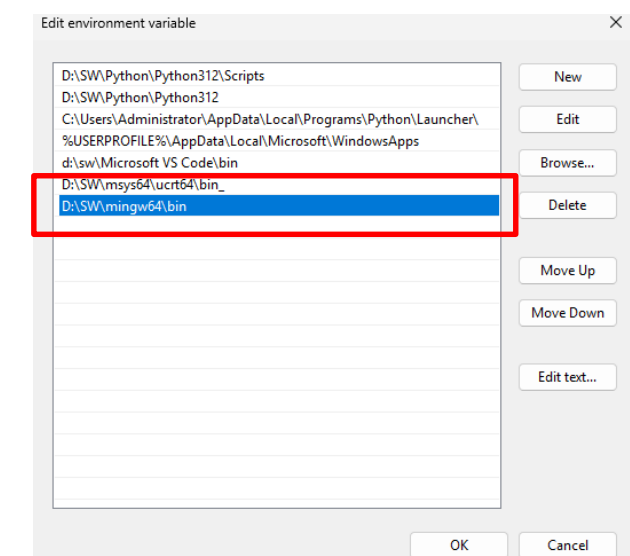 Edit environment variable
D:\SW\Python\Python312\Scripts
D:\SW\Python\Python312
C:\Users\Administrator\AppData\Local\Programs\Python\Launcher\
%USERPROFILE%\AppData\Local\Microsoft\WindowsApps
d:\sw\Microsoft VS Code\bin
D:\SW\msys64\ucrt64\bin_
D:\SW\mingw64\bin
New
Edit
Browse...
Delete
Move Up
Move Down
Edit text...
OK
Cancel